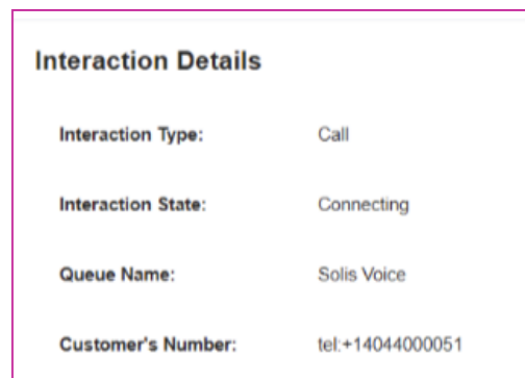 Interaction Details
Interaction Type: Call
Interaction State: Connecting
Queue Name: Solis Voice
Customer's Number: tel:+14044000051